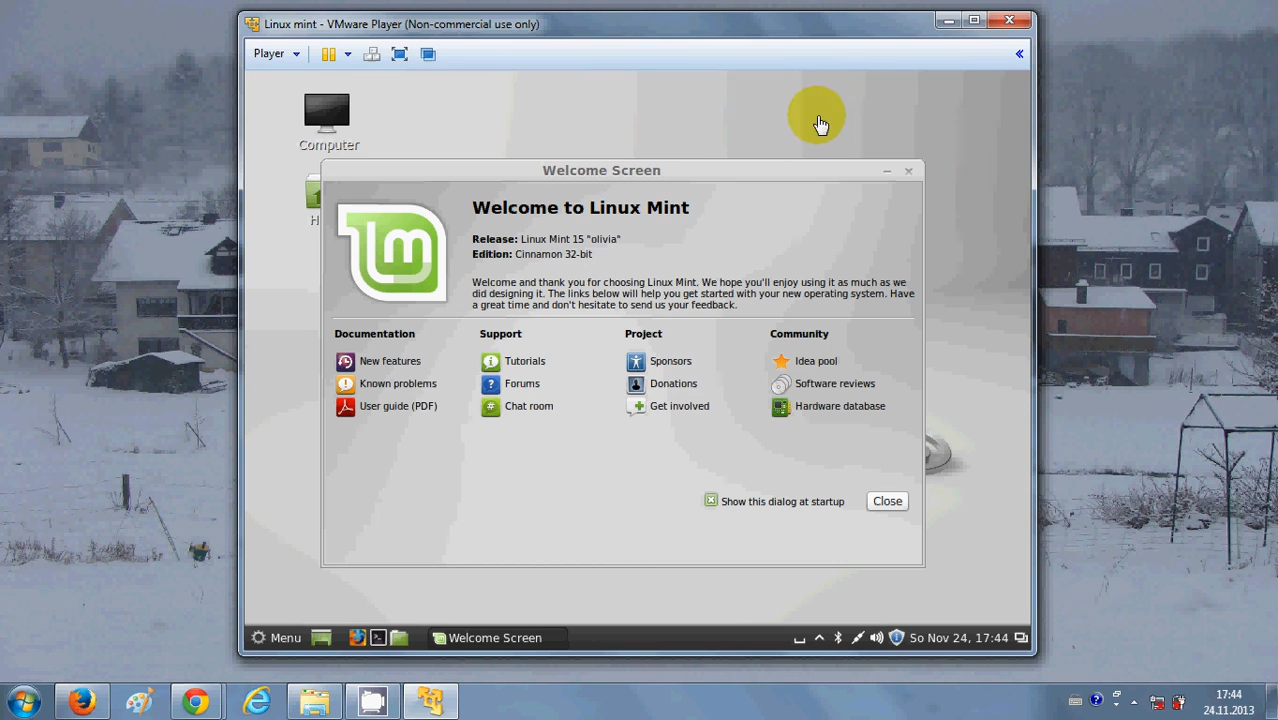 Linux mint - VMware Player (Non-commercial use only)
Player
Computer
H
Welcome Screen
Welcome to Linux Mint
Release: Linux Mint 15 "olivia"
Edition: Cinnamon 32-bit
Welcome and thank you for choosing Linux Mint. We hope you'll enjoy using it as much as we
did designing it. The links below will help you get started with your new operating system. Have
a great time and don't hesitate to send us your feedback.
Documentation Support Project Community
New features Tutorials Sponsors Idea pool
Known problems Forums Donations Software reviews
User guide (PDF) Chat room Get involved Hardware database
Show this dialog at startup Close
Menu Welcome Screen So Nov 24, 17:44
17:44
24.11.2013